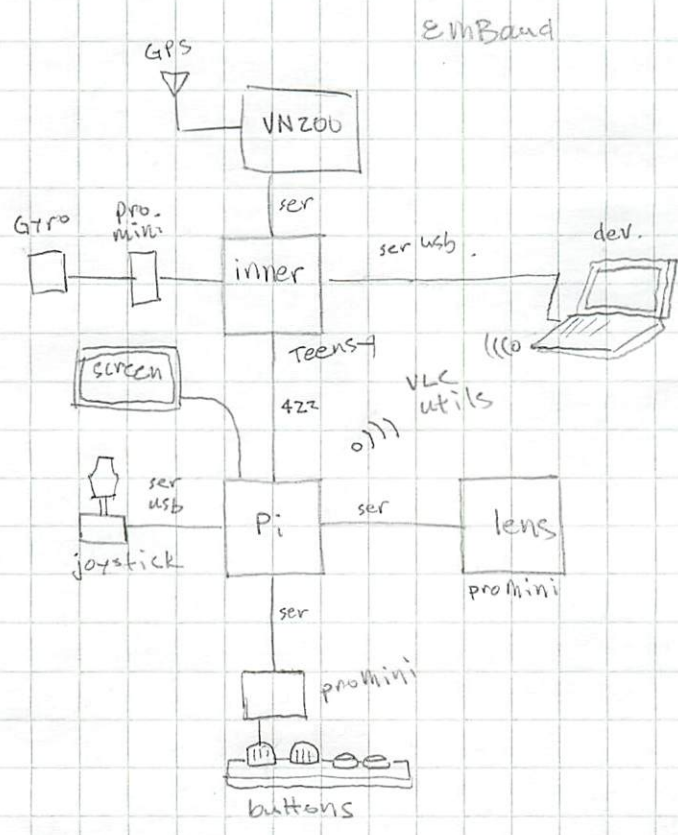 GPS
VN200
ser
Gyro
pro.
mini
inner
ser usb.
dev.
Teensy
screen
422
VLC
utils
ser
usb
Pi
ser
lens
joystick
promini
ser
promini
buttons